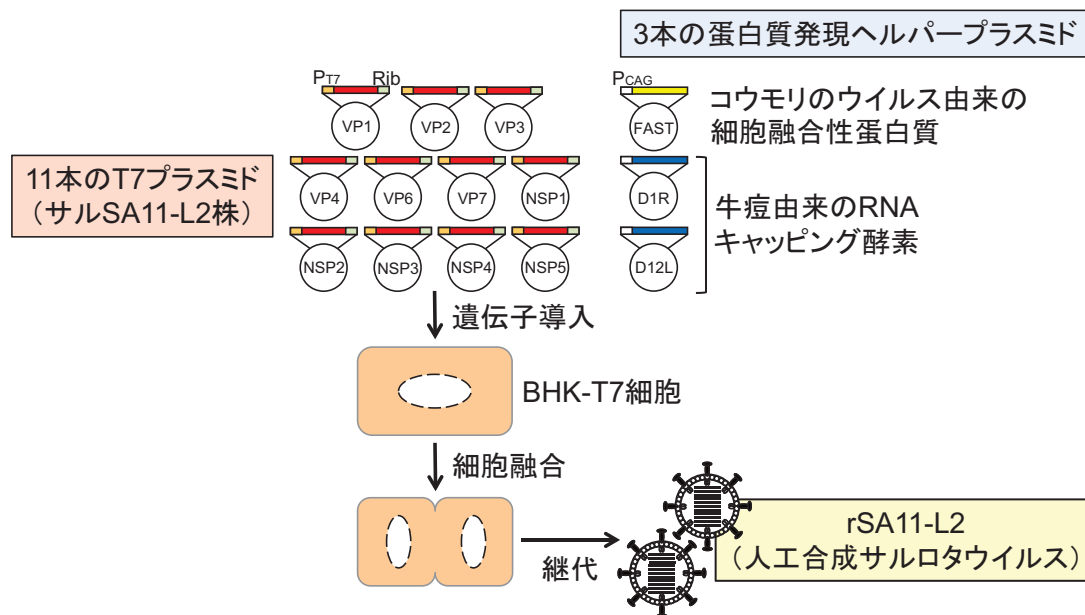 3本の蛋白質発現ヘルパープラスミド
PT7
Rib
PCAG
VP1
VP2
VP3
FAST
コウモリのウイルス由来の
細胞融合性蛋白質
11本のT7プラスミド
（サルSA11-L2株）
VP4
VP6
VP7
NSP1
D1R
NSP2
NSP3
NSP4
NSP5
D12L
牛痘由来のRNA
キャッピング酵素
遺伝子導入
BHK-T7細胞
細胞融合
継代
rSA11-L2
（人工合成サルロタウイルス）